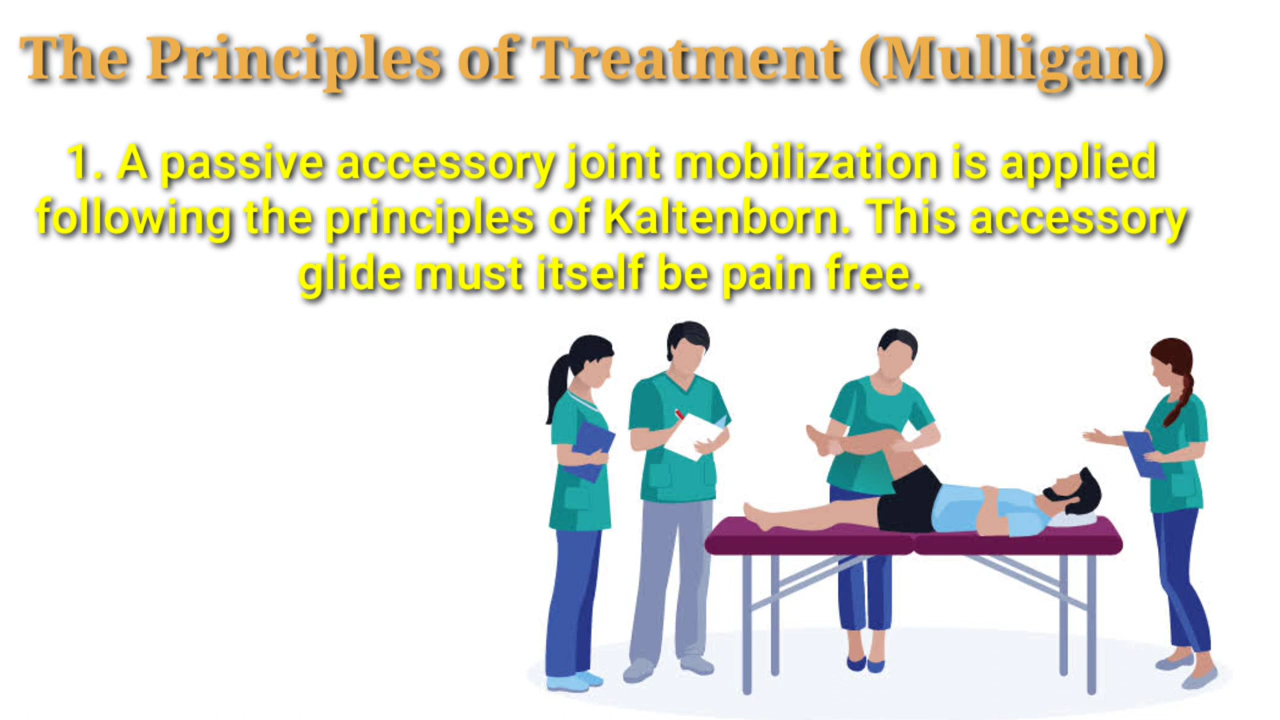 The Principles of Treatment (Mulligan)
1. A passive accessory joint mobilization is applied
following the principles of Kaltenborn. This accessory
glide must itself be pain free.